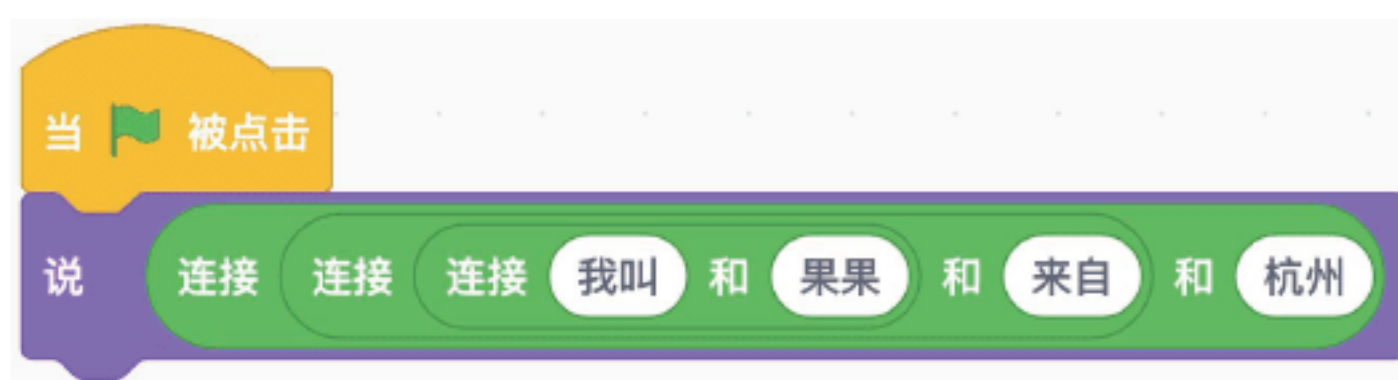 当 被点击
说 连接 连接 连接 我叫 和 果果 和 来自 和 杭州